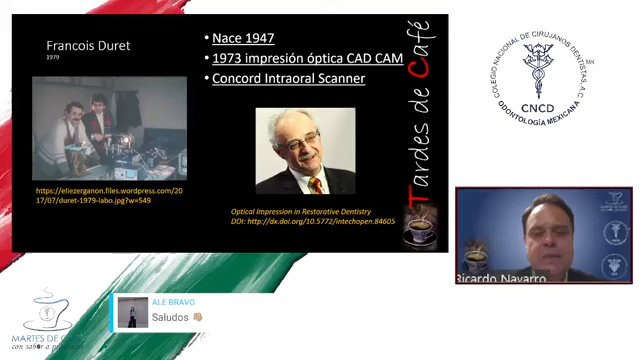 Francois Duret
1979
• Nace 1947
• 1973 impresión óptica CAD CAM
• Concord Intraoral Scanner
https://eliezerganon.files.wordpress.com/20
17/07/duret-1979-labo.jpg?w=549
Optical Impression in Restorative Dentistry
DOI: http://dx.doi.org/10.5772/intechopen.84605
Tardes de Café
COLEGIO NACIONAL DE CIRUJANOS DENTISTAS, A.C.
MR
CNCD
ODONTOLOGÍA MEXICANA
Ricardo Navarro
ALE BRAVO
Saludos 👋🏼
MARTES DE CAFÉ